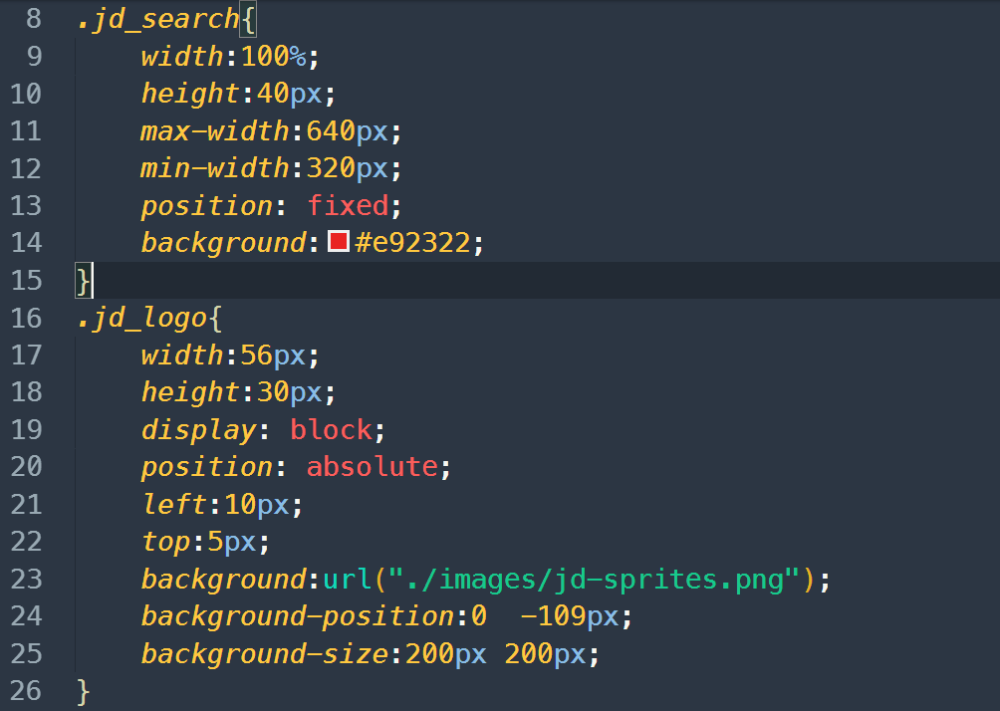 8 .jd_search{
9 width:100%;
10 height:40px;
11 max-width:640px;
12 min-width:320px;
13 position: fixed;
14 background:#e92322;
15 }
16 .jd_logo{
17 width:56px;
18 height:30px;
19 display: block;
20 position: absolute;
21 left:10px;
22 top:5px;
23 background:url("./images/jd-sprites.png");
24 background-position:0  -109px;
25 background-size:200px 200px;
26 }